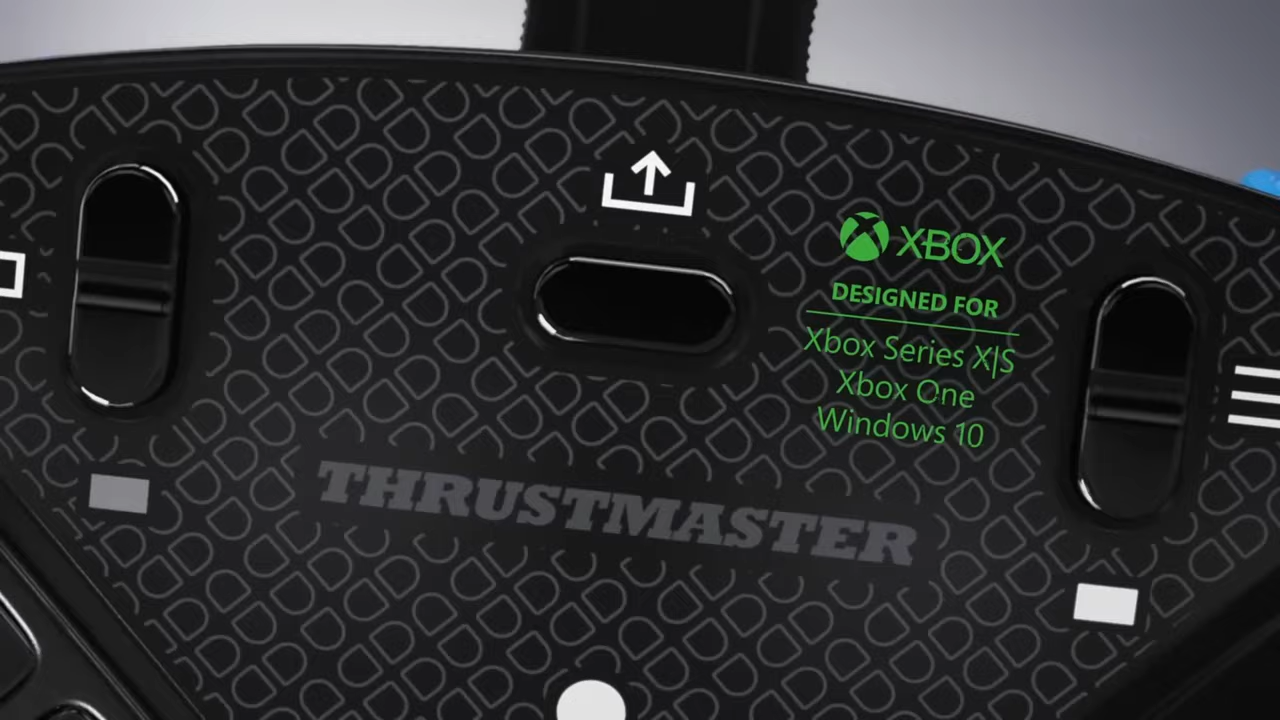 XBOX
DESIGNED FOR
Xbox Series X|S
Xbox One
Windows 10
THRUSTMASTER